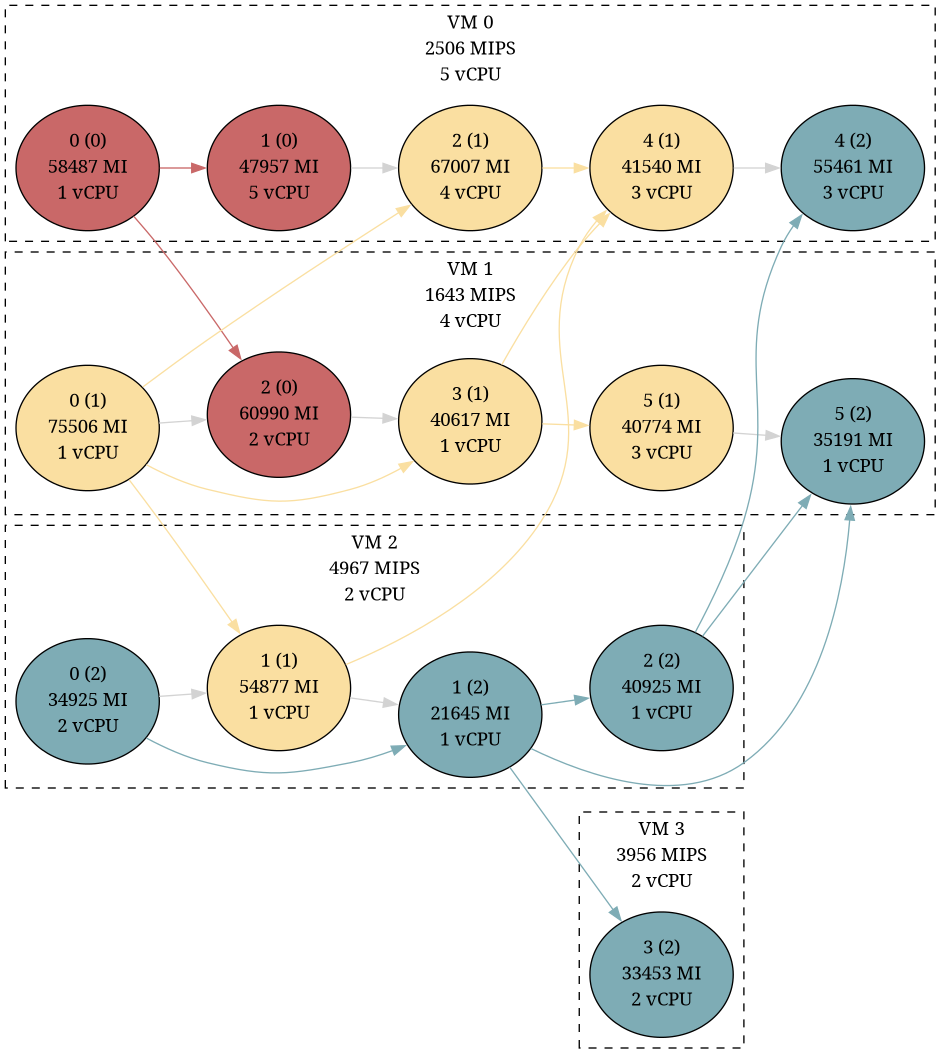 VM 0
2506 MIPS
5 vCPU
0 (0)
58487 MI
1 vCPU
1 (0)
47957 MI
5 vCPU
2 (1)
67007 MI
4 vCPU
4 (1)
41540 MI
3 vCPU
4 (2)
55461 MI
3 vCPU
VM 1
1643 MIPS
4 vCPU
0 (1)
75506 MI
1 vCPU
2 (0)
60990 MI
2 vCPU
3 (1)
40617 MI
1 vCPU
5 (1)
40774 MI
3 vCPU
5 (2)
35191 MI
1 vCPU
VM 2
4967 MIPS
2 vCPU
0 (2)
34925 MI
2 vCPU
1 (1)
54877 MI
1 vCPU
1 (2)
21645 MI
1 vCPU
2 (2)
40925 MI
1 vCPU
VM 3
3956 MIPS
2 vCPU
3 (2)
33453 MI
2 vCPU